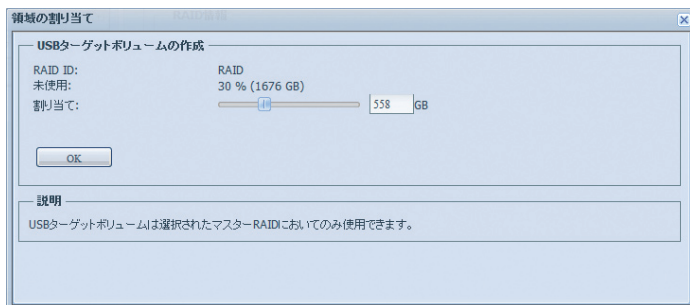 領域の割り当て
USBターゲットボリュームの作成
RAID ID: RAID
未使用: 30 % (1676 GB)
割り当て: 558 GB
OK
説明
USBターゲットボリュームは選択されたマスターRAIDにおいてのみ使用できます。